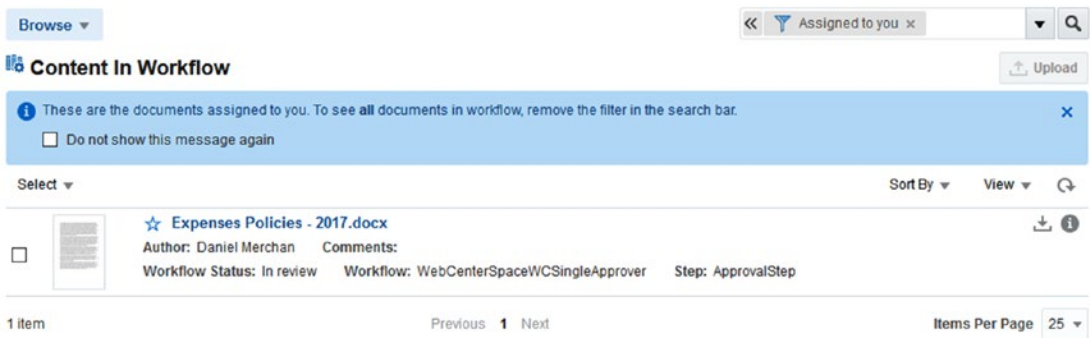 Browse
Assigned to you
Content In Workflow
Upload
These are the documents assigned to you. To see all documents in workflow, remove the filter in the search bar.
Do not show this message again
Select Sort By View
Expenses Policies - 2017.docx
Author: Daniel Merchan Comments:
Workflow Status: In review Workflow: WebCenterSpaceWCSingleApprover Step: ApprovalStep
1 item Previous 1 Next Items Per Page 25